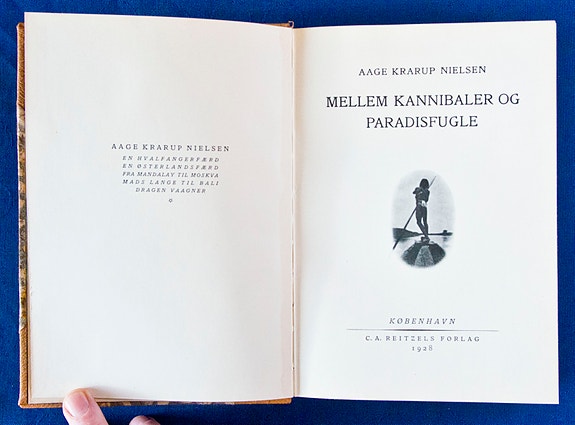 AAGE KRARUP NIELSEN
EN HVALFANGERFÆRD
EN ØSTERLANDSFÆRD
FRA MANDALAY TIL MOSKVA
MADS LANGE TIL BALI
DRAGEN VAAGNER
AAGE KRARUP NIELSEN
MELLEM KANNIBALER OG
PARADISFUGLE
KØBENHAVN
C. A. REITZELS FORLAG
1928